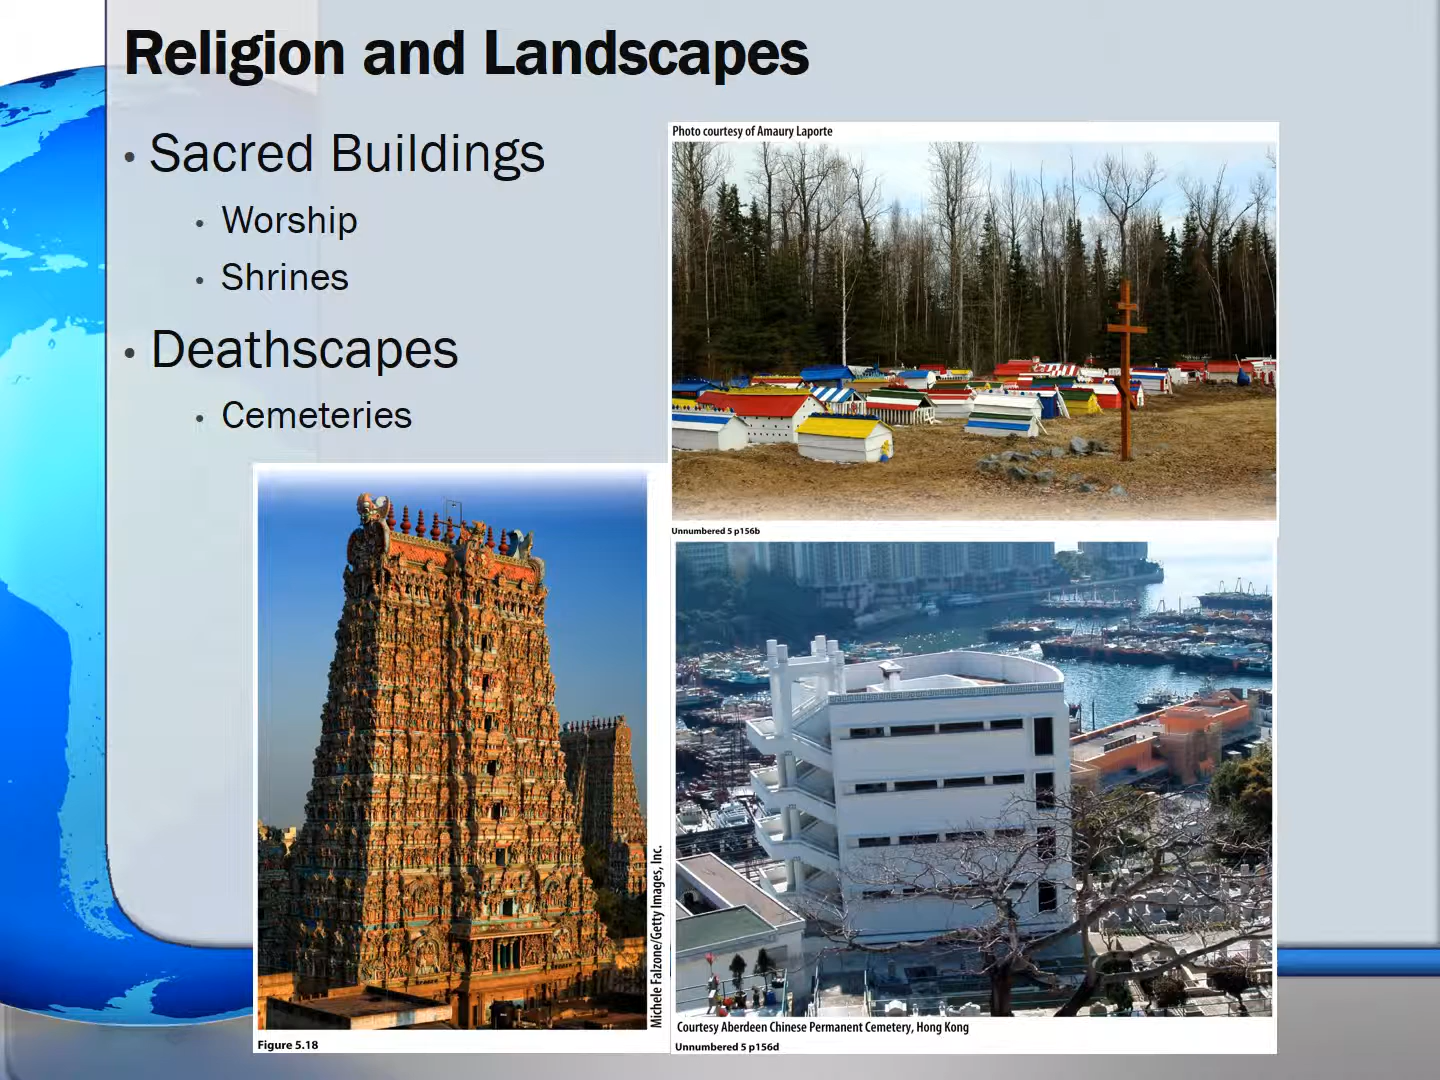 Religion and Landscapes
• Sacred Buildings
• Worship
• Shrines
• Deathscapes
• Cemeteries
Photo courtesy of Amaury Laporte
Unnumbered 5 p156b
Michele Falzone/Getty Images, Inc.
Figure 5.18
Courtesy Aberdeen Chinese Permanent Cemetery, Hong Kong
Unnumbered 5 p156d